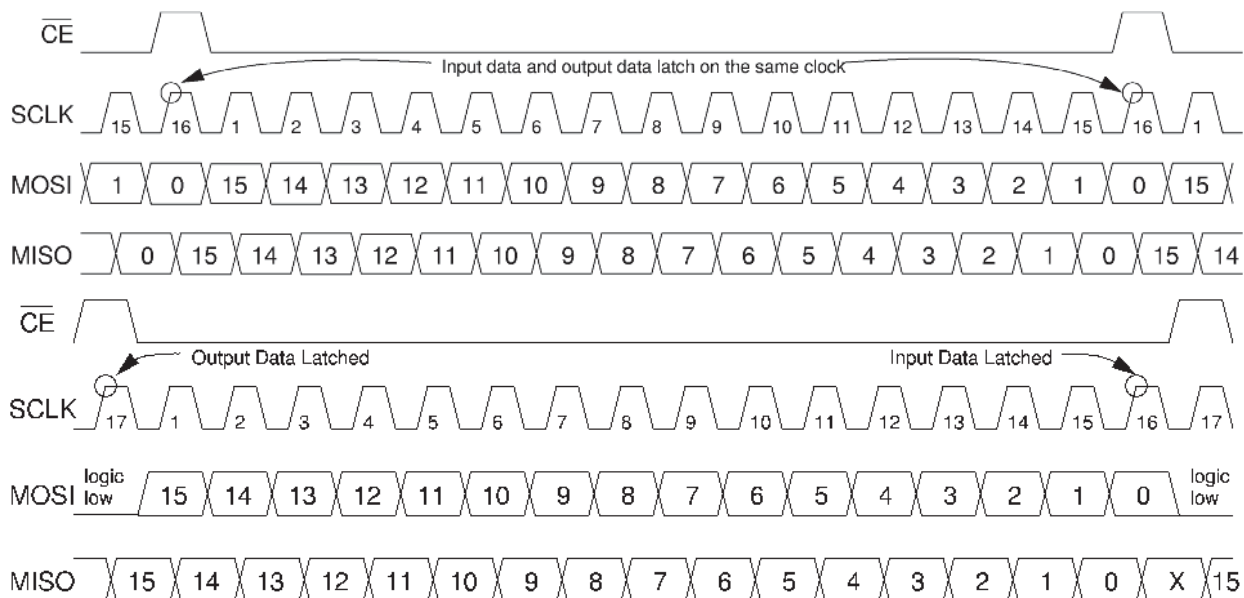 CE
Input data and output data latch on the same clock
SCLK 15 16 1 2 3 4 5 6 7 8 9 10 11 12 13 14 15 16 1
MOSI 1 0 15 14 13 12 11 10 9 8 7 6 5 4 3 2 1 0 15
MISO 0 15 14 13 12 11 10 9 8 7 6 5 4 3 2 1 0 15 14
CE
Output Data Latched Input Data Latched
SCLK 17 1 2 3 4 5 6 7 8 9 10 11 12 13 14 15 16 17
MOSI logic low 15 14 13 12 11 10 9 8 7 6 5 4 3 2 1 0 logic low
MISO 15 14 13 12 11 10 9 8 7 6 5 4 3 2 1 0 X 15